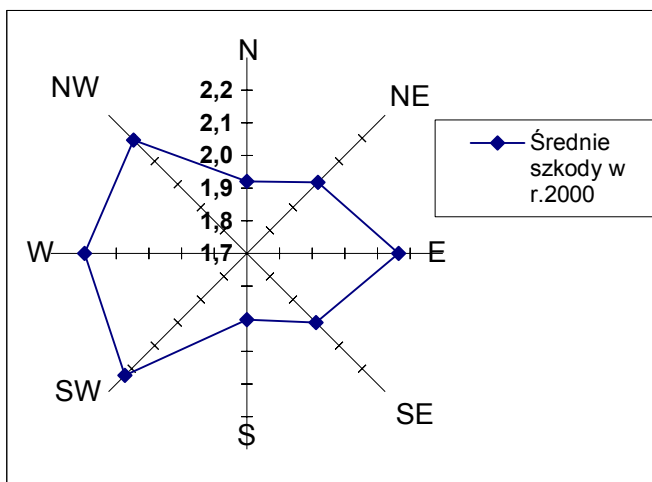 N
NW
NE
2,2
2,1
2,0
1,9
1,8
1,7
W
E
SW
SE
S
Średnie
szkody w
r.2000